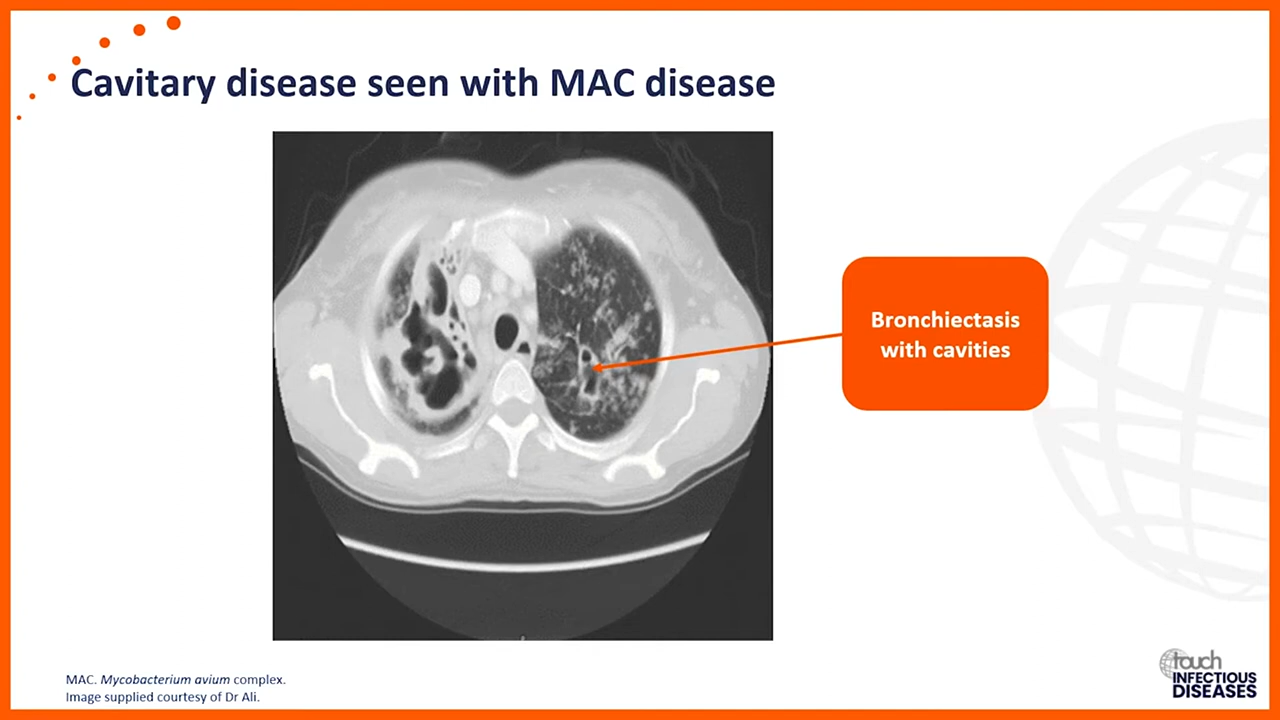 Cavitary disease seen with MAC disease
Bronchiectasis
with cavities
MAC. Mycobacterium avium complex.
Image supplied courtesy of Dr Ali.
touch
INFECTIOUS
DISEASES